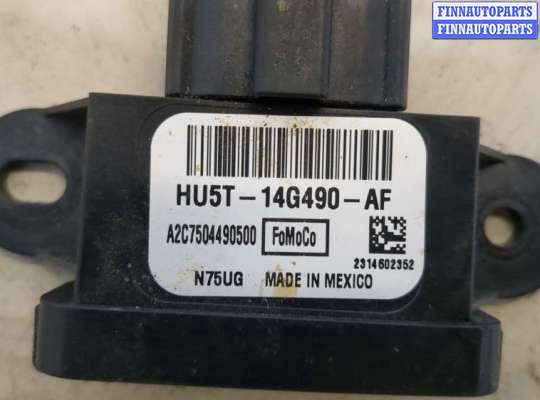 FINNAUTOPARTS
FINNAUTOPARTS
HU5T-14G490-AF
A2C7504490500 FoMoCo
2314602352
N75UG MADE IN MEXICO